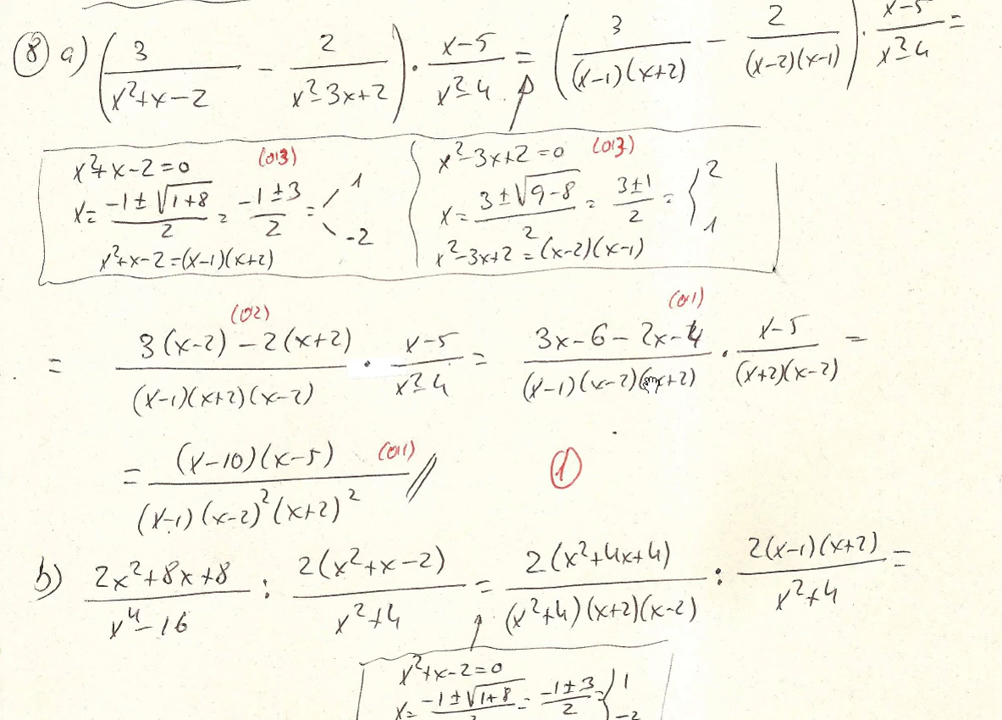 ⑧ a) (3/(x²+x-2) - 2/(x²-3x+2)) · (x-5)/(x²-4) = (3/((x-1)(x+2)) - 2/((x-2)(x-1))) · (x-5)/(x²-4) =
x²+x-2=0 (0'3)
x = (-1±√(1+8))/2 = (-1±3)/2 = 1 -2
x²+x-2=(x-1)(x+2)
x²-3x+2=0 (0'3)
x = (3±√(9-8))/2 = (3±1)/2 = { 2 1
x²-3x+2=(x-2)(x-1)
= (3(x-2)-2(x+2))/((x-1)(x+2)(x-2)) (0'2) · (x-5)/(x²-4) = (3x-6-2x-4)/((x-1)(x-2)(x+2)) (0'1) · (x-5)/((x+2)(x-2)) =
= ((x-10)(x-5))/((x-1)(x-2)²(x+2)²) (0'1) // ①
b) (2x²+8x+8)/(x⁴-16) : (2(x²+x-2))/(x²+4) = (2(x²+4x+4))/((x²+4)(x+2)(x-2)) : (2(x-1)(x+2))/(x²+4) =
x²+x-2=0
x = (-1±√(1+8))/2 = (-1±3)/2 = { 1 -2